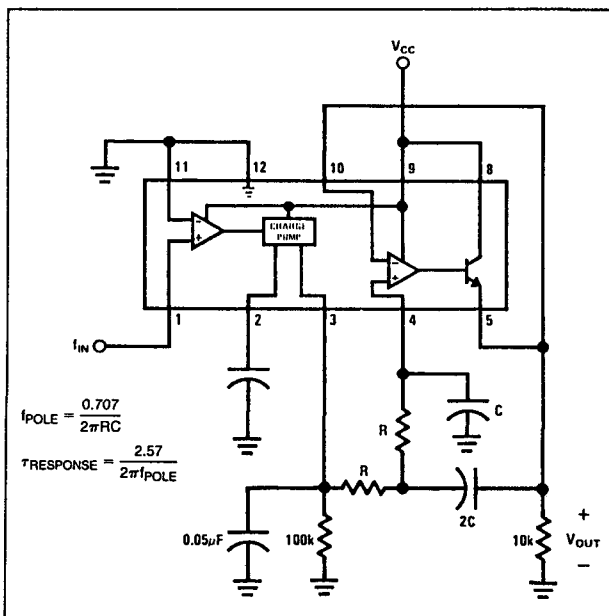 VCC
11
12
10
9
8
CHARGE
PUMP
−
+
−
+
1
2
3
4
5
fIN
C
fPOLE = 0.707 / 2πRC
R
τRESPONSE = 2.57 / 2πfPOLE
R
2C
0.05μF
100k
10k
+
VOUT
−